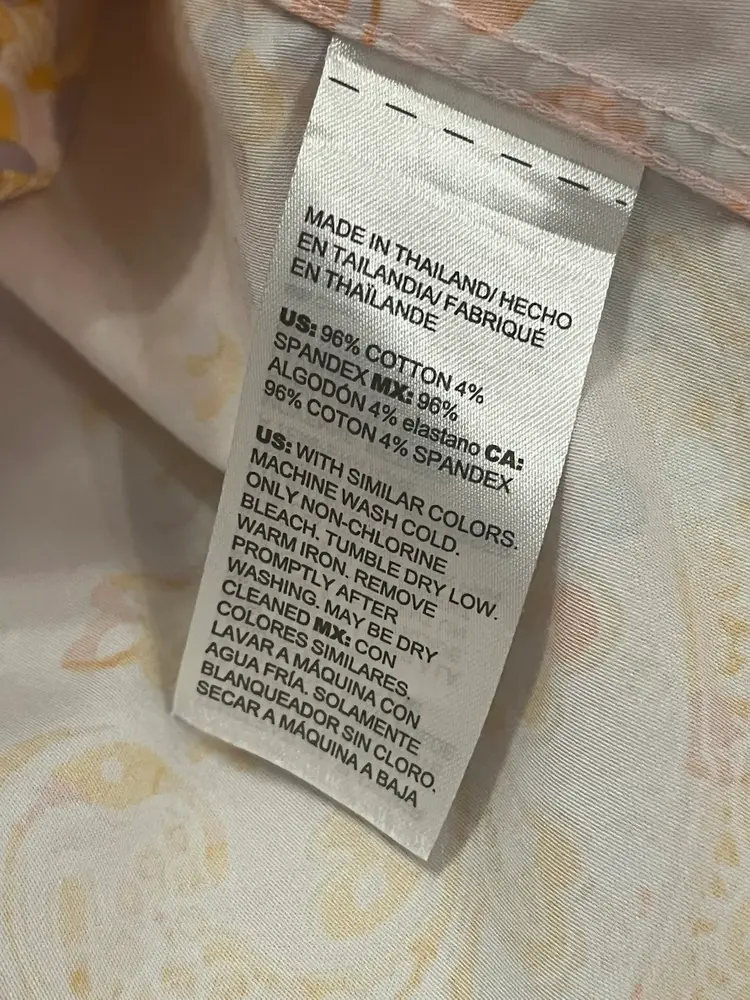 MADE IN THAILAND/ HECHO
EN TAILANDIA/ FABRIQUÉ
EN THAÏLANDE
US: 96% COTTON 4%
SPANDEX MX: 96%
ALGODÓN 4% elastano CA:
96% COTON 4% SPANDEX
US: WITH SIMILAR COLORS.
MACHINE WASH COLD.
ONLY NON-CHLORINE
BLEACH. TUMBLE DRY LOW.
WARM IRON. REMOVE
PROMPTLY AFTER
WASHING. MAY BE DRY
CLEANED MX: CON
COLORES SIMILARES.
LAVAR A MÁQUINA CON
AGUA FRÍA. SOLAMENTE
BLANQUEADOR SIN CLORO.
SECAR A MÁQUINA A BAJA